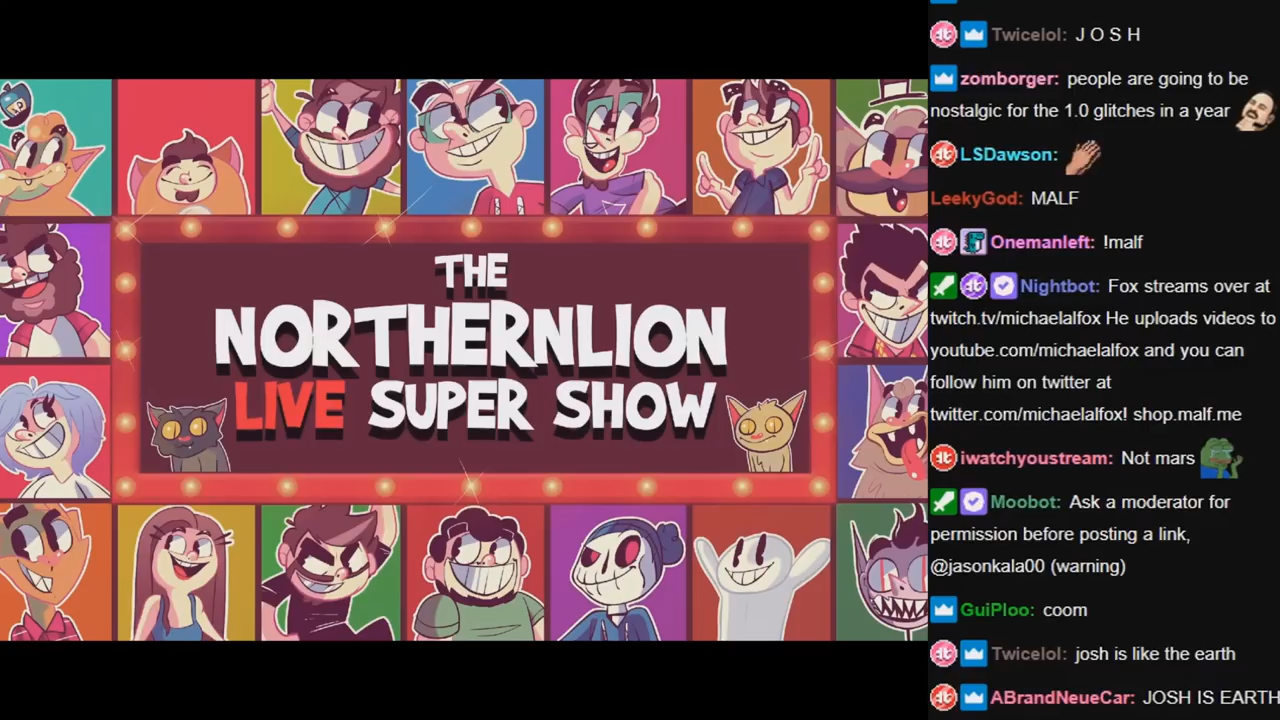 THE
NORTHERNLION
LIVE SUPER SHOW
Twicelol: J O S H
zomborger: people are going to be
nostalgic for the 1.0 glitches in a year
LSDawson:
LeekyGod: MALF
Onemanleft: !malf
Nightbot: Fox streams over at
twitch.tv/michaelalfox He uploads videos to
youtube.com/michaelalfox and you can
follow him on twitter at
twitter.com/michaelalfox! shop.malf.me
iwatchyoustream: Not mars
Moobot: Ask a moderator for
permission before posting a link,
@jasonkala00 (warning)
GuiPloo: coom
Twicelol: josh is like the earth
ABrandNeueCar: JOSH IS EARTH